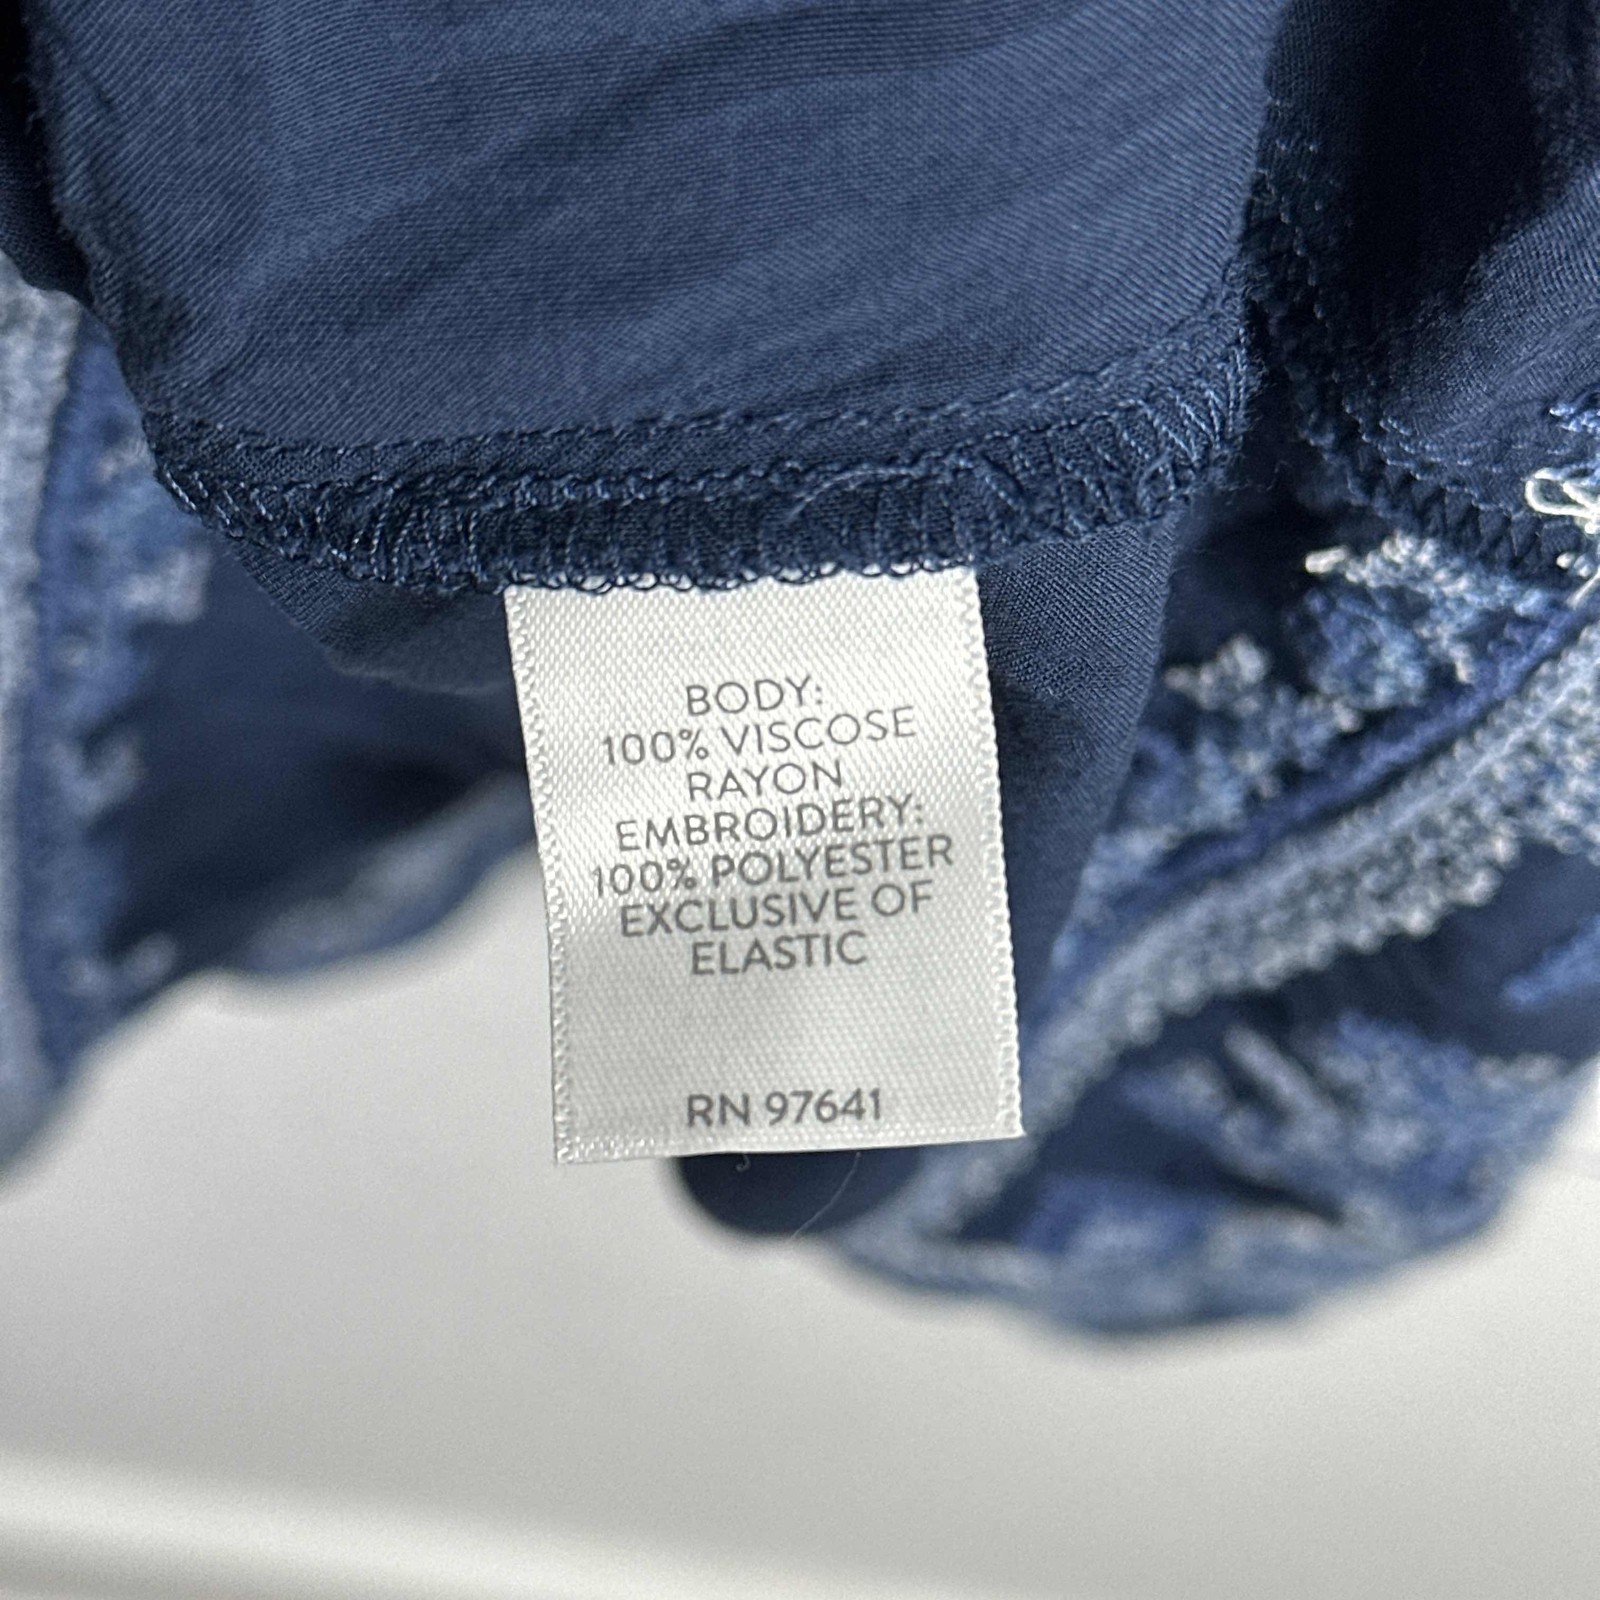 BODY:
100% VISCOSE
RAYON
EMBROIDERY:
100% POLYESTER
EXCLUSIVE OF
ELASTIC
RN 97641